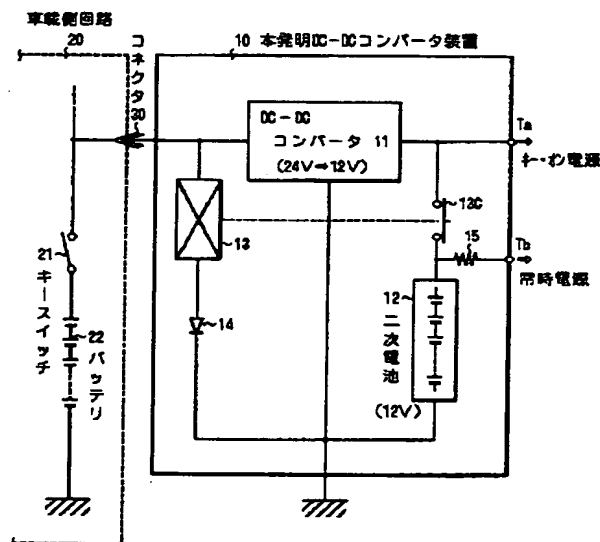 車載側回路
20
コネクタ
30
10 本発明DC-DCコンバータ装置
DC-DC
コンバータ 11
(24V→12V)
Ta
キーオン電源
13C
15
Tb
常時電源
13
21
キースイッチ
14
12
二次電池
(12V)
22
バッテリ